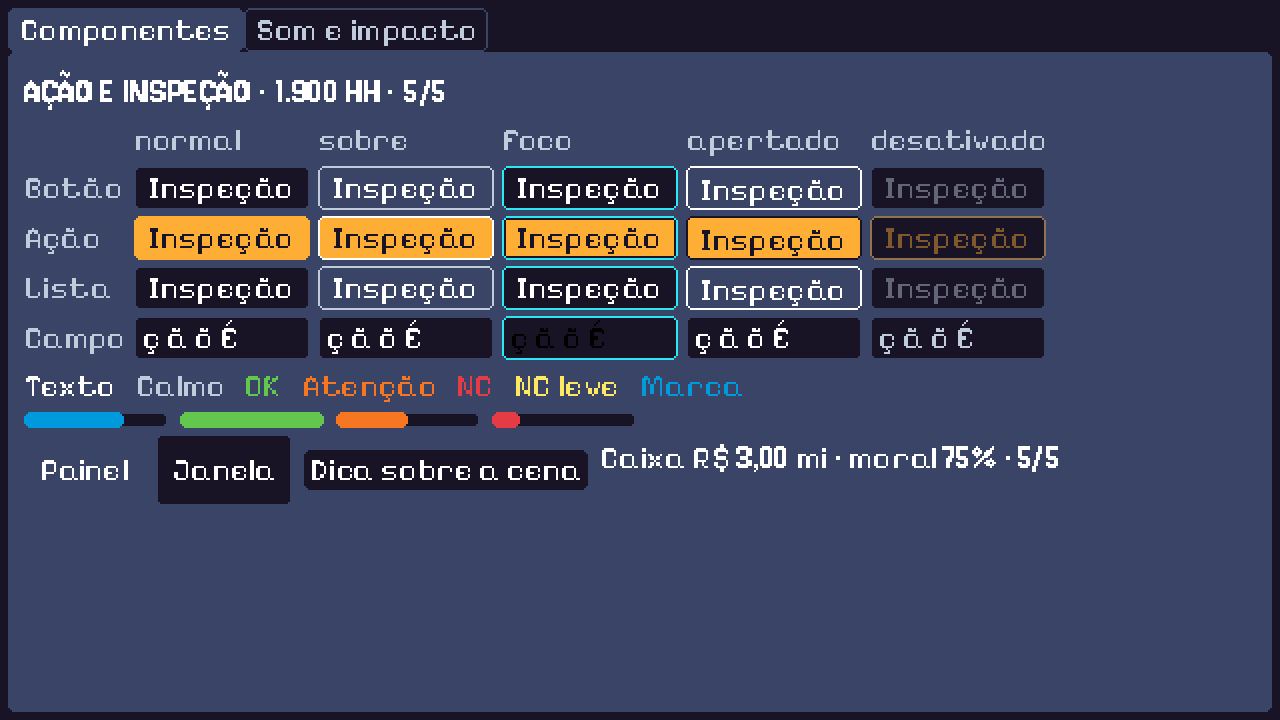 Componentes Som e impacto
AÇÃO E INSPEÇÃO · 1.900 HH · 5/5
normal sobre foco apertado desativado
Botão Inspeção Inspeção Inspeção Inspeção Inspeção
Ação Inspeção Inspeção Inspeção Inspeção Inspeção
Lista Inspeção Inspeção Inspeção Inspeção Inspeção
Campo ç ã õ É ç ã õ É ç ã õ É ç ã õ É ç ã õ É
Texto Calmo OK Atenção NC NC leve Marca
Painel Janela Dica sobre a cena Caixa R$ 3,00 mi · moral 75% · 5/5